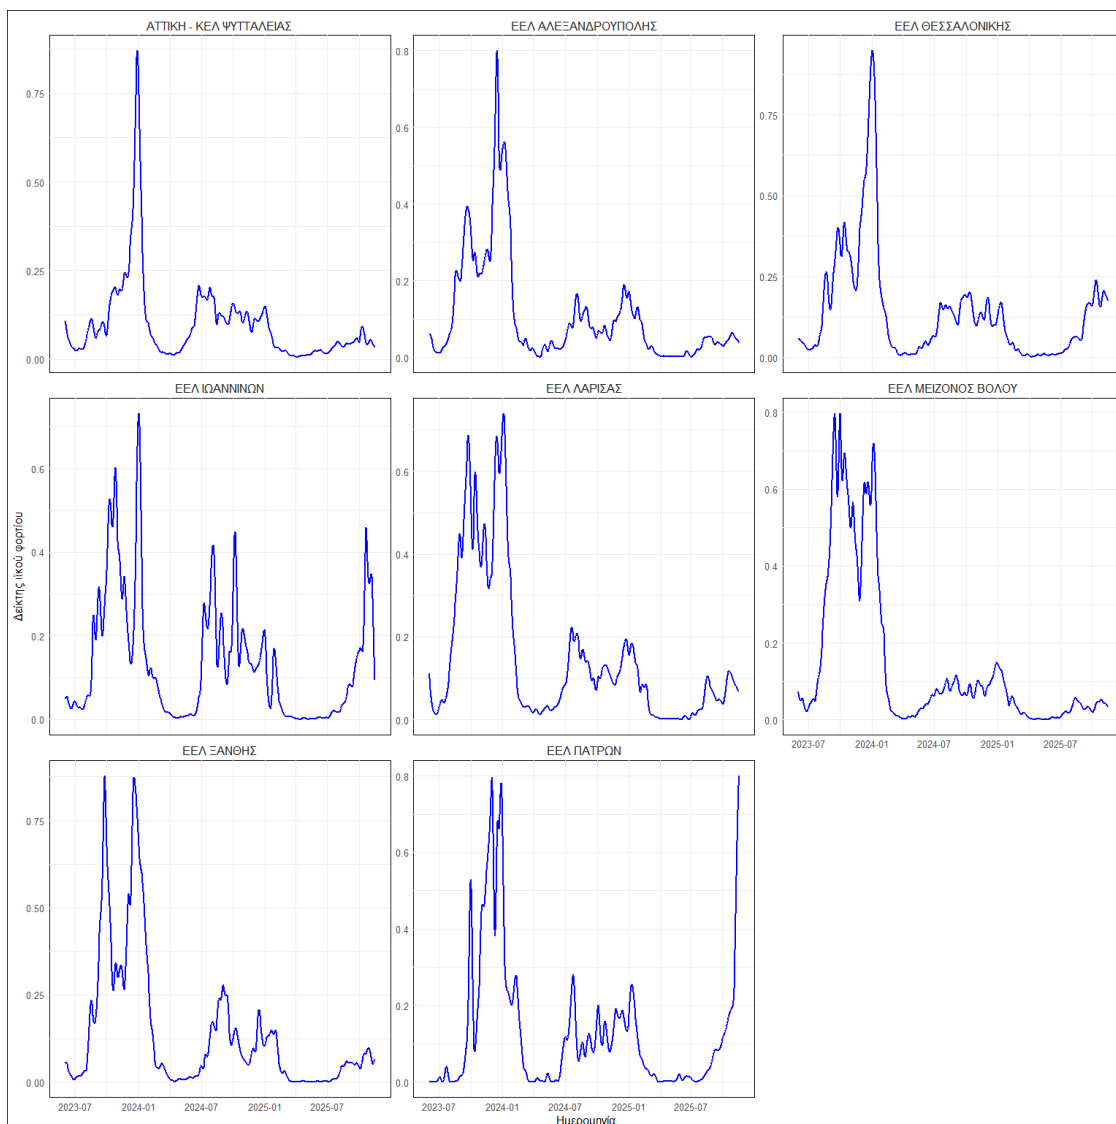 ΑΤΤΙΚΗ - ΚΕΛ ΨΥΤΤΑΛΕΙΑΣ
ΕΕΛ ΑΛΕΞΑΝΔΡΟΥΠΟΛΗΣ
ΕΕΛ ΘΕΣΣΑΛΟΝΙΚΗΣ
0.75
0.50
0.25
0.00
0.8
0.6
0.4
0.2
0.0
0.75
0.50
0.25
0.00
ΕΕΛ ΙΩΑΝΝΙΝΩΝ
ΕΕΛ ΛΑΡΙΣΑΣ
ΕΕΛ ΜΕΙΖΟΝΟΣ ΒΟΛΟΥ
Δείκτης ιϊκού φορτίου
0.6
0.4
0.2
0.0
0.6
0.4
0.2
0.0
0.8
0.6
0.4
0.2
0.0
2023-07 2024-01 2024-07 2025-01 2025-07
ΕΕΛ ΞΑΝΘΗΣ
ΕΕΛ ΠΑΤΡΩΝ
0.75
0.50
0.25
0.00
0.8
0.6
0.4
0.2
0.0
2023-07 2024-01 2024-07 2025-01 2025-07
2023-07 2024-01 2024-07 2025-01 2025-07
Ημερομηνία